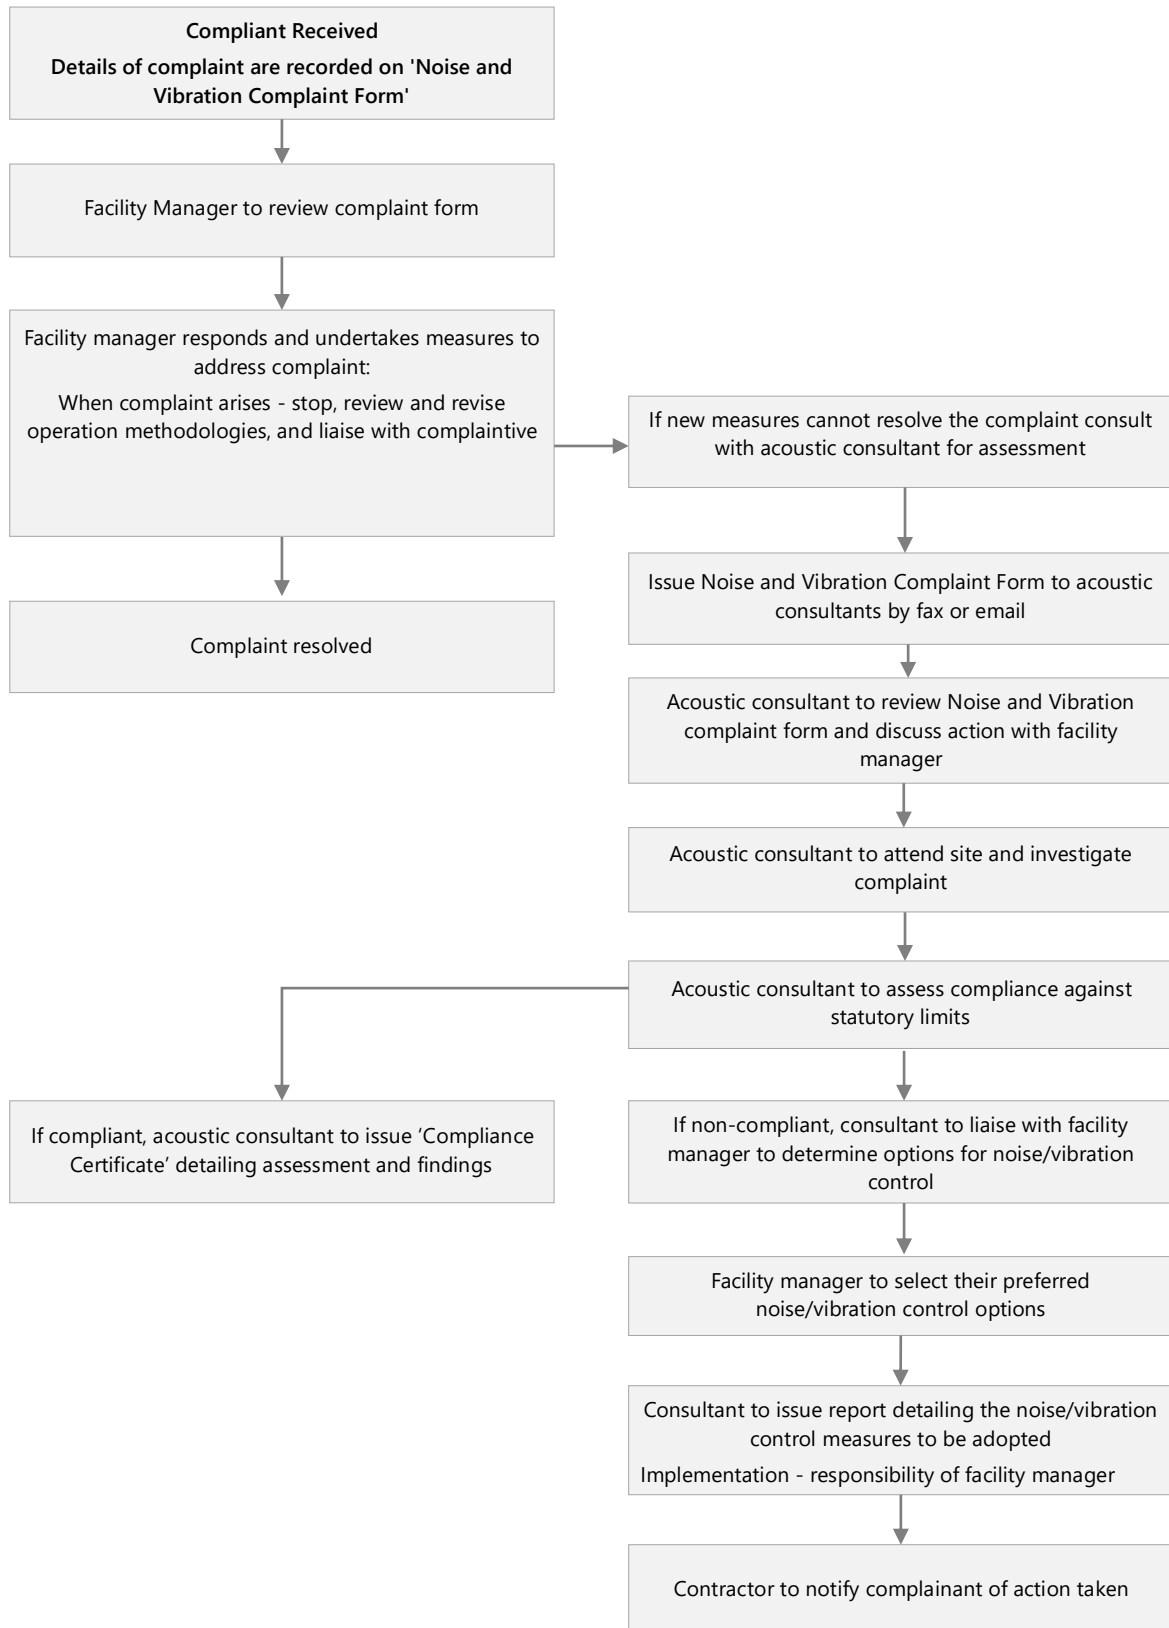 Compliant Received
Details of complaint are recorded on 'Noise and
Vibration Complaint Form'
Facility Manager to review complaint form
Facility manager responds and undertakes measures to
address complaint:
When complaint arises - stop, review and revise
operation methodologies, and liaise with complaintive
Complaint resolved
If new measures cannot resolve the complaint consult
with acoustic consultant for assessment
Issue Noise and Vibration Complaint Form to acoustic
consultants by fax or email
Acoustic consultant to review Noise and Vibration
complaint form and discuss action with facility
manager
Acoustic consultant to attend site and investigate
complaint
Acoustic consultant to assess compliance against
statutory limits
If compliant, acoustic consultant to issue ‘Compliance
Certificate’ detailing assessment and findings
If non-compliant, consultant to liaise with facility
manager to determine options for noise/vibration
control
Facility manager to select their preferred
noise/vibration control options
Consultant to issue report detailing the noise/vibration
control measures to be adopted
Implementation - responsibility of facility manager
Contractor to notify complainant of action taken